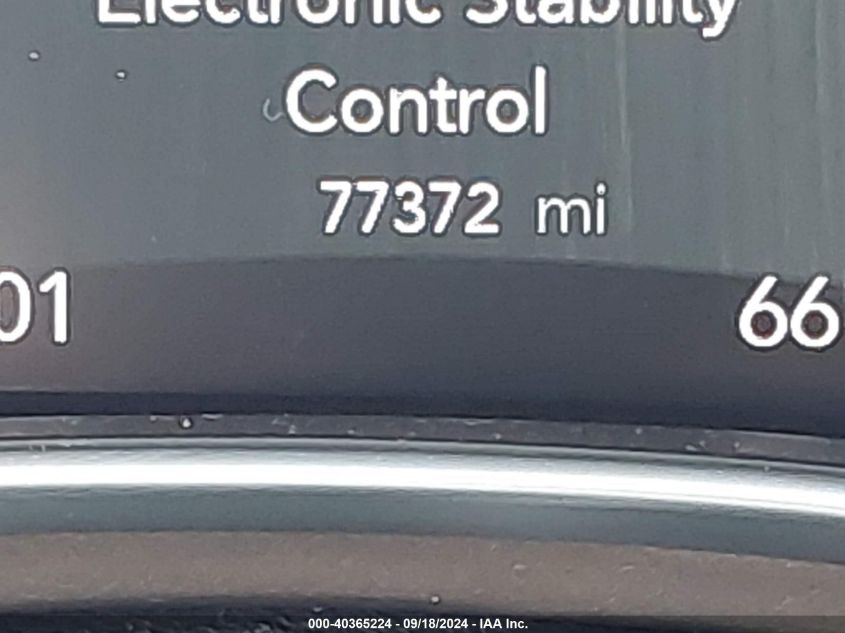 Electronic Stability
Control
77372 mi
01
66
000-40365224 - 09/18/2024 - IAA Inc.